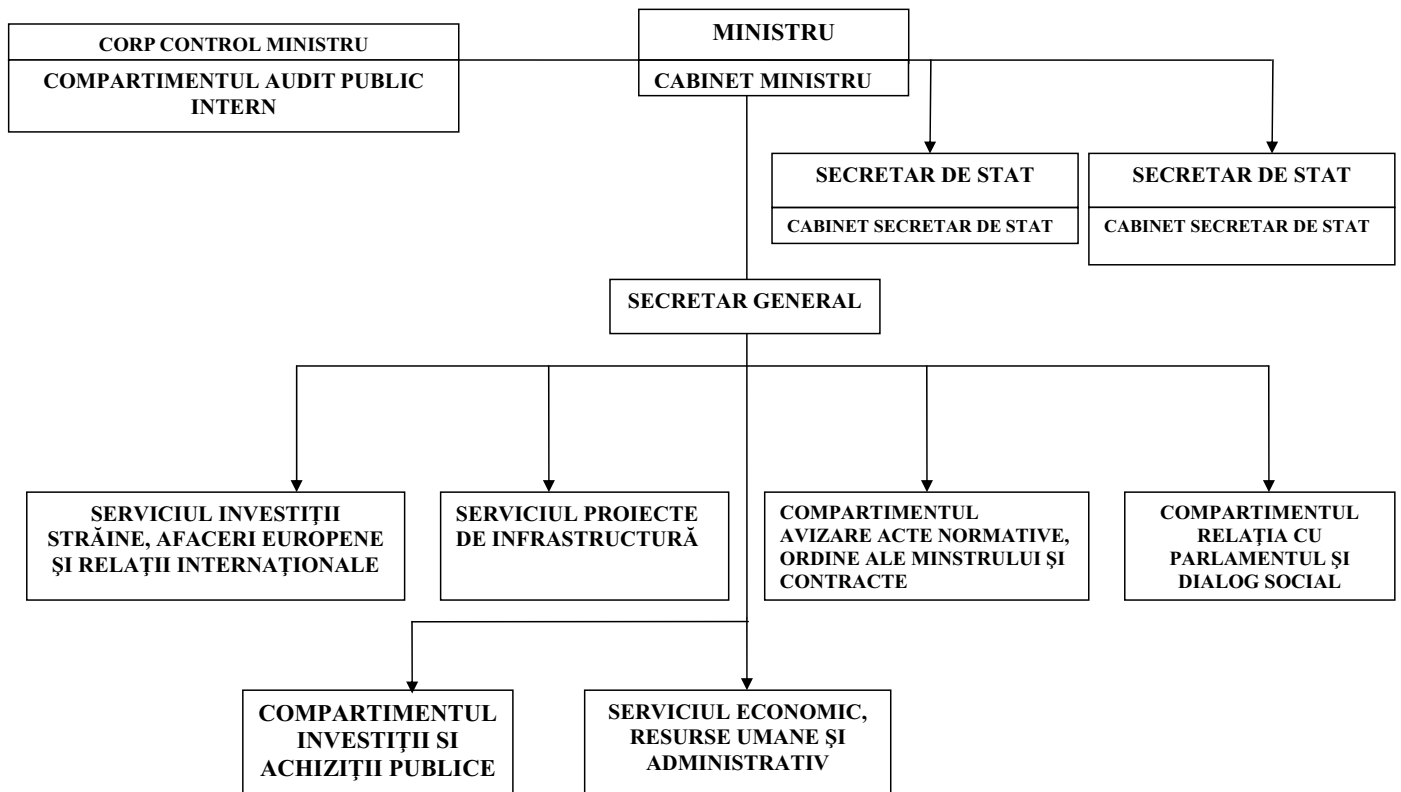 CORP CONTROL MINISTRU
COMPARTIMENTUL AUDIT PUBLIC
INTERN
MINISTRU
CABINET MINISTRU
SECRETAR DE STAT
CABINET SECRETAR DE STAT
SECRETAR DE STAT
CABINET SECRETAR DE STAT
SECRETAR GENERAL
SERVICIUL INVESTIŢII
STRĂINE, AFACERI EUROPENE
ŞI RELAŢII INTERNAŢIONALE
SERVICIUL PROIECTE
DE INFRASTRUCTURĂ
COMPARTIMENTUL
AVIZARE ACTE NORMATIVE,
ORDINE ALE MINSTRULUI ŞI
CONTRACTE
COMPARTIMENTUL
RELAŢIA CU
PARLAMENTUL ŞI
DIALOG SOCIAL
COMPARTIMENTUL
INVESTIŢII SI
ACHIZIŢII PUBLICE
SERVICIUL ECONOMIC,
RESURSE UMANE ŞI
ADMINISTRATIV